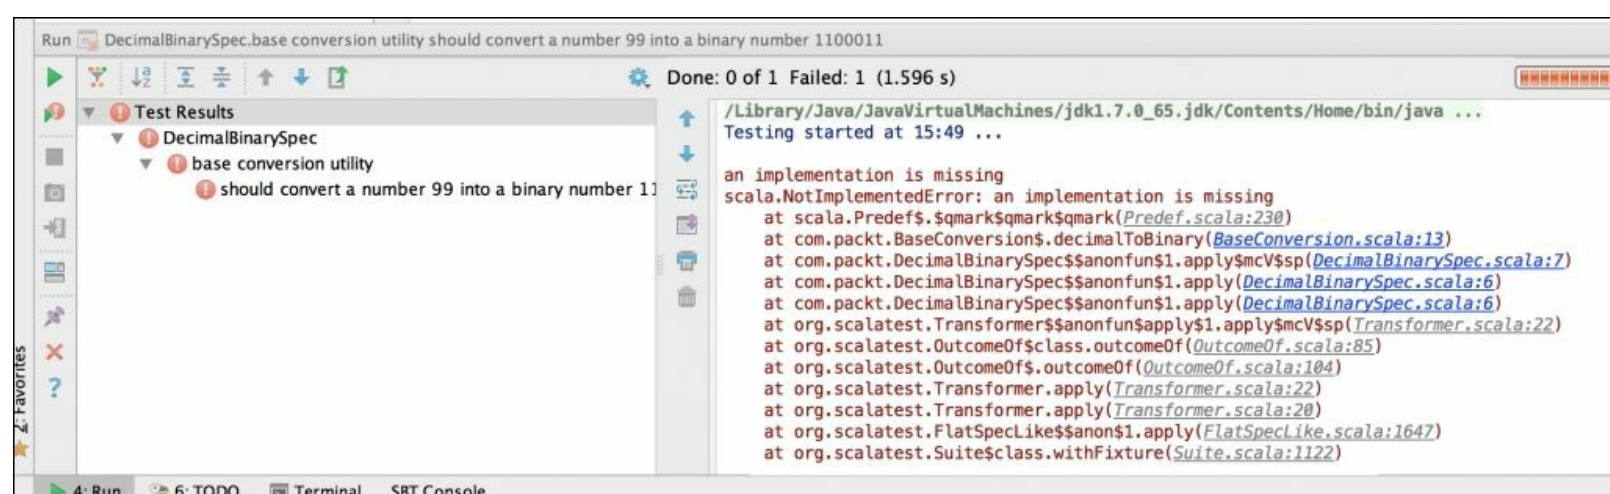 Run DecimalBinarySpec.base conversion utility should convert a number 99 into a binary number 1100011
Done: 0 of 1 Failed: 1 (1.596 s)
Test Results
DecimalBinarySpec
base conversion utility
should convert a number 99 into a binary number 11
/Library/Java/JavaVirtualMachines/jdk1.7.0_65.jdk/Contents/Home/bin/java ...
Testing started at 15:49 ...
an implementation is missing
scala.NotImplementedError: an implementation is missing
at scala.Predef$.$qmark$qmark$qmark(Predef.scala:230)
at com.packt.BaseConversion$.decimalToBinary(BaseConversion.scala:13)
at com.packt.DecimalBinarySpec$$anonfun$1.apply$mcV$sp(DecimalBinarySpec.scala:7)
at com.packt.DecimalBinarySpec$$anonfun$1.apply(DecimalBinarySpec.scala:6)
at com.packt.DecimalBinarySpec$$anonfun$1.apply(DecimalBinarySpec.scala:6)
at org.scalatest.Transformer$$anonfun$apply$1.apply$mcV$sp(Transformer.scala:22)
at org.scalatest.OutcomeOf$class.outcomeOf(OutcomeOf.scala:85)
at org.scalatest.OutcomeOf$.outcomeOf(OutcomeOf.scala:104)
at org.scalatest.Transformer.apply(Transformer.scala:22)
at org.scalatest.Transformer.apply(Transformer.scala:20)
at org.scalatest.FlatSpecLike$$anon$1.apply(FlatSpecLike.scala:1647)
at org.scalatest.Suite$class.withFixture(Suite.scala:1122)
2: Favorites
4: Run 6: TODO Terminal SBT Console